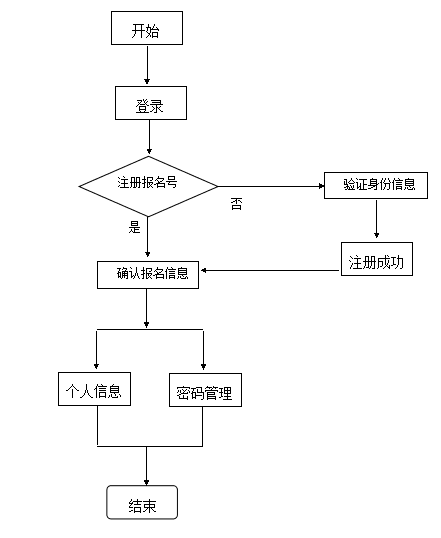 开始
登录
注册报名号
验证身份信息
否
是
注册成功
确认报名信息
个人信息
密码管理
结束